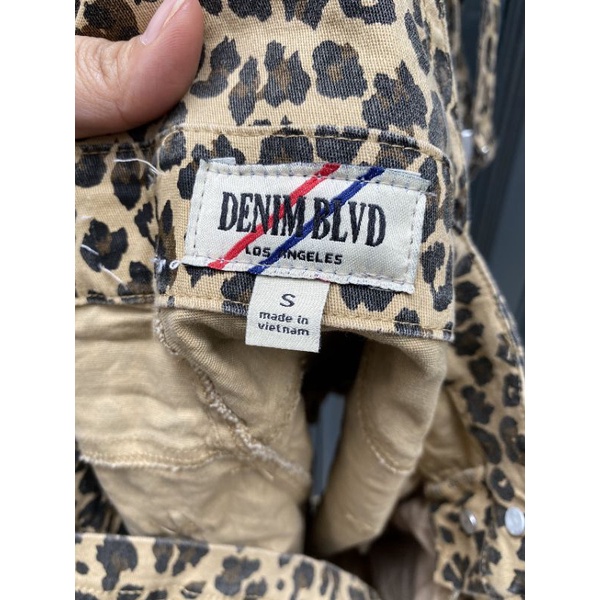 DENIM BLVD
LOS ANGELES
S
made in
vietnam